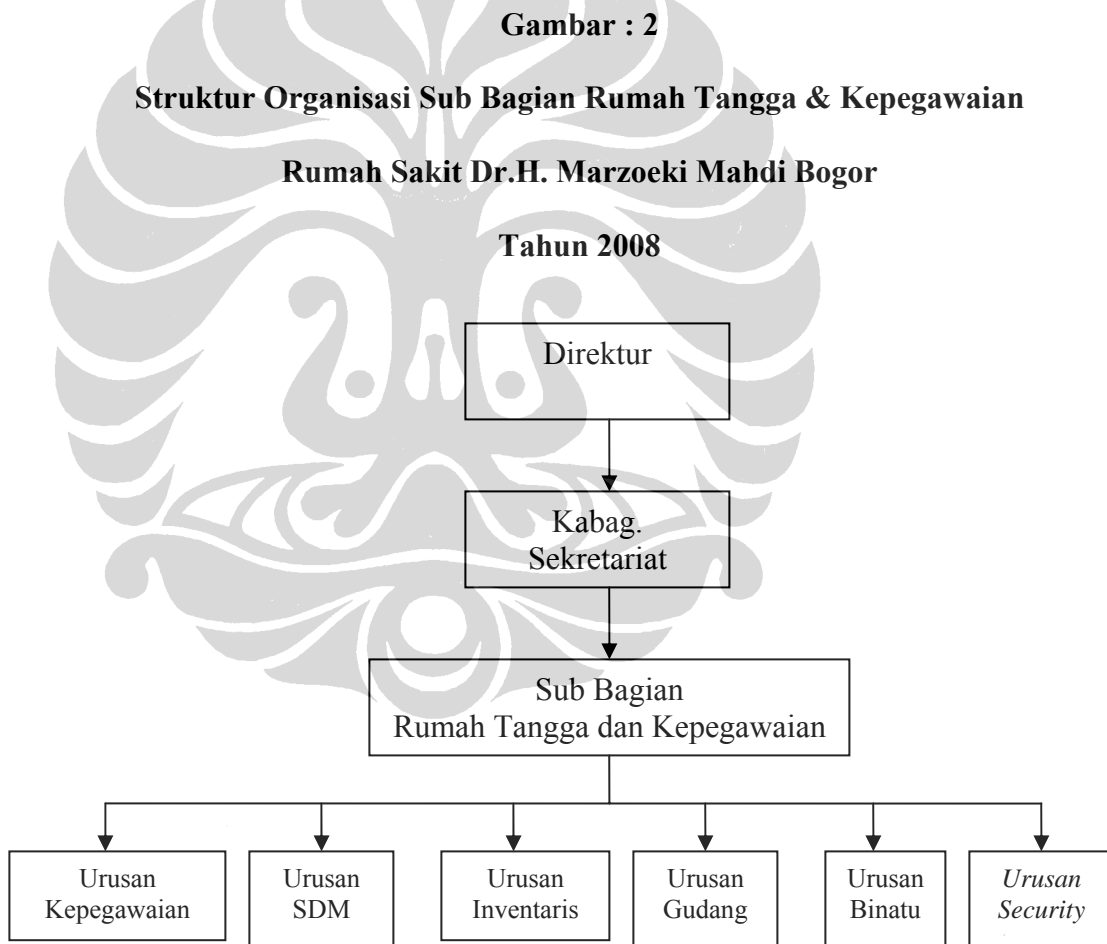 Gambar : 2
Struktur Organisasi Sub Bagian Rumah Tangga & Kepegawaian
Rumah Sakit Dr.H. Marzoeki Mahdi Bogor
Tahun 2008
Direktur
Kabag.
Sekretariat
Sub Bagian
Rumah Tangga dan Kepegawaian
Urusan
Kepegawaian
Urusan
SDM
Urusan
Inventaris
Urusan
Gudang
Urusan
Binatu
Urusan
Security